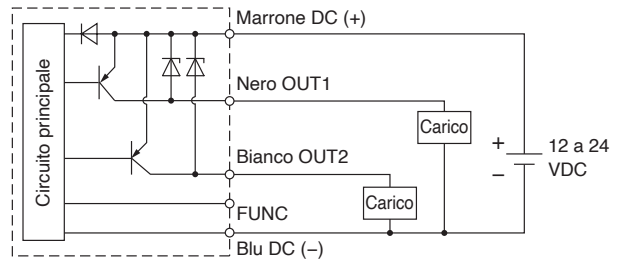 Marrone DC (+)
Circuito principale
Nero OUT1
Carico
+
12 a 24
–
VDC
Bianco OUT2
Carico
FUNC
Blu DC (–)